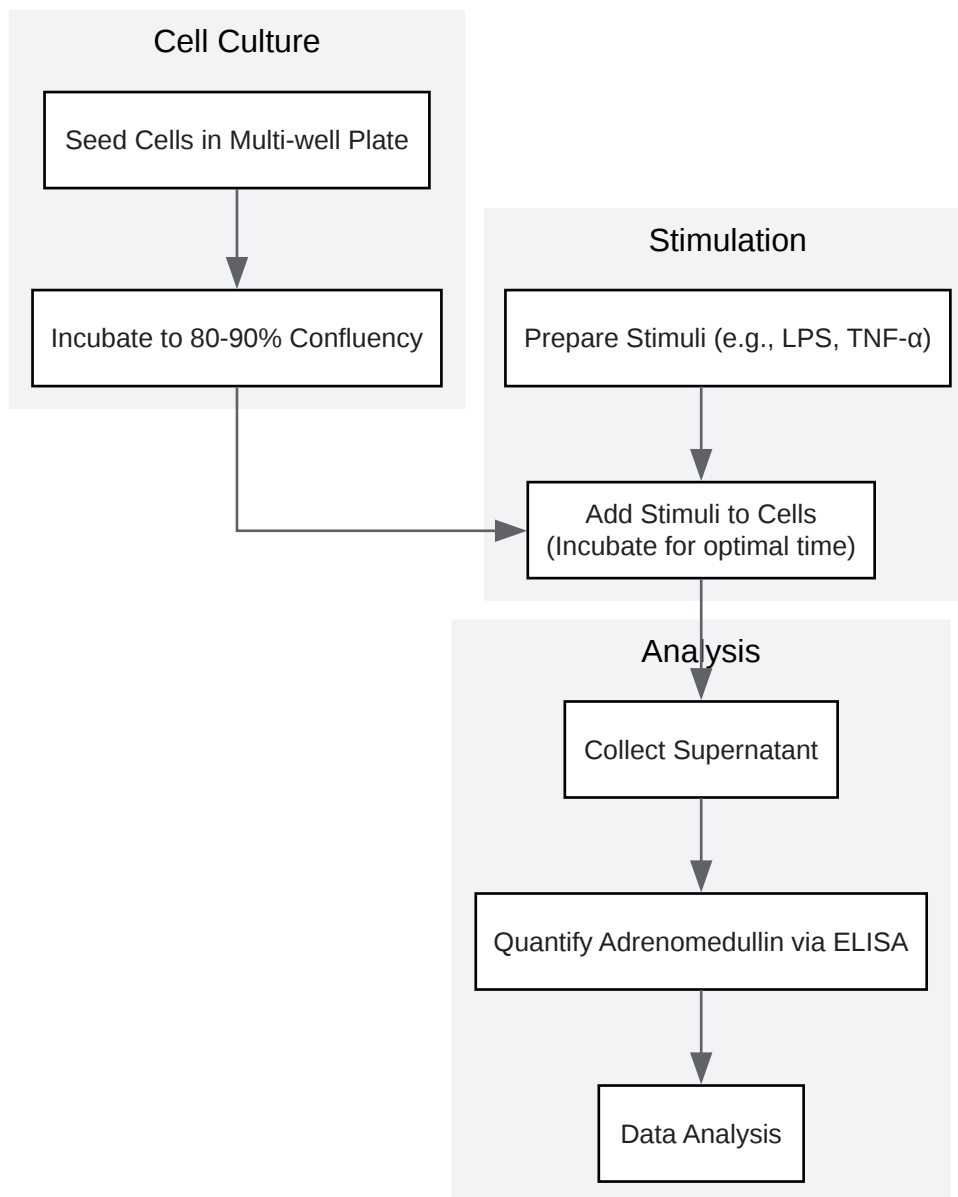 Cell Culture
Seed Cells in Multi-well Plate
Incubate to 80-90% Confluency
Stimulation
Prepare Stimuli (e.g., LPS, TNF-α)
Add Stimuli to Cells
(Incubate for optimal time)
Analysis
Collect Supernatant
Quantify Adrenomedullin via ELISA
Data Analysis